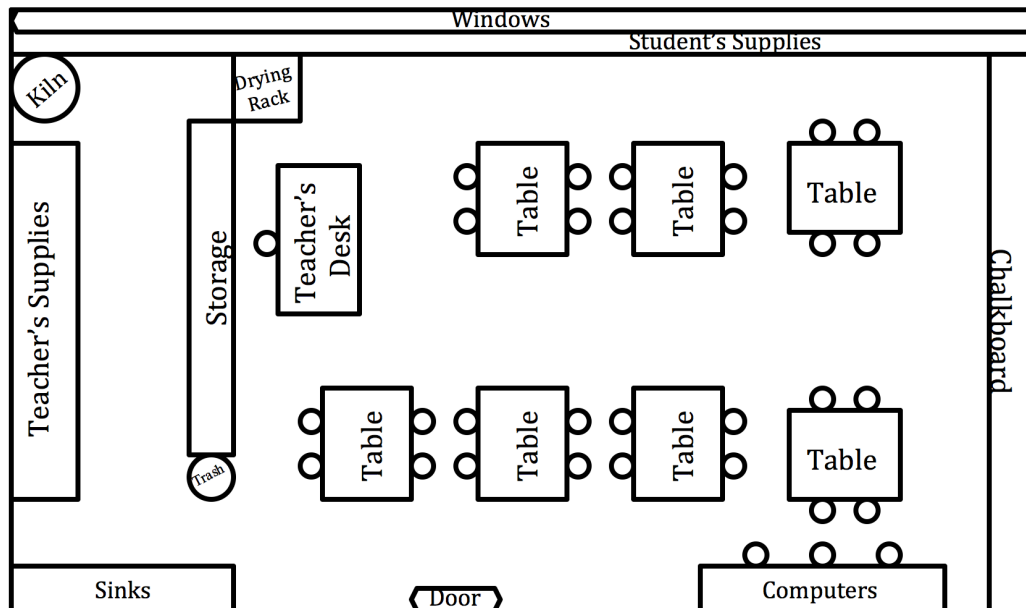 Windows
Student's Supplies
Kiln
Drying
Rack
Teacher's Supplies
Storage
Trash
Teacher's
Desk
Table
Table
Table
Chalkboard
Table
Table
Table
Table
Sinks
Door
Computers